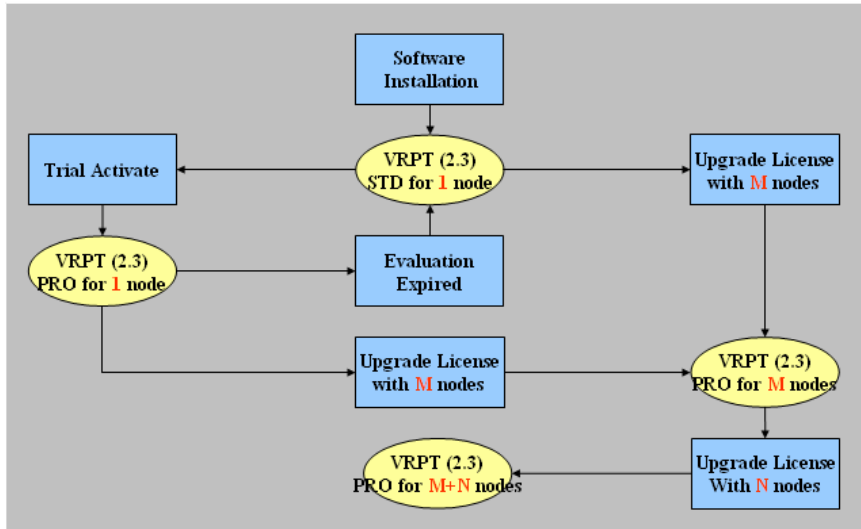 Software
Installation
Trial Activate
VRPT (2.3)
STD for 1 node
Upgrade License
with M nodes
VRPT (2.3)
PRO for 1 node
Evaluation
Expired
Upgrade License
with M nodes
VRPT (2.3)
PRO for M nodes
VRPT (2.3)
PRO for M+N nodes
Upgrade License
With N nodes